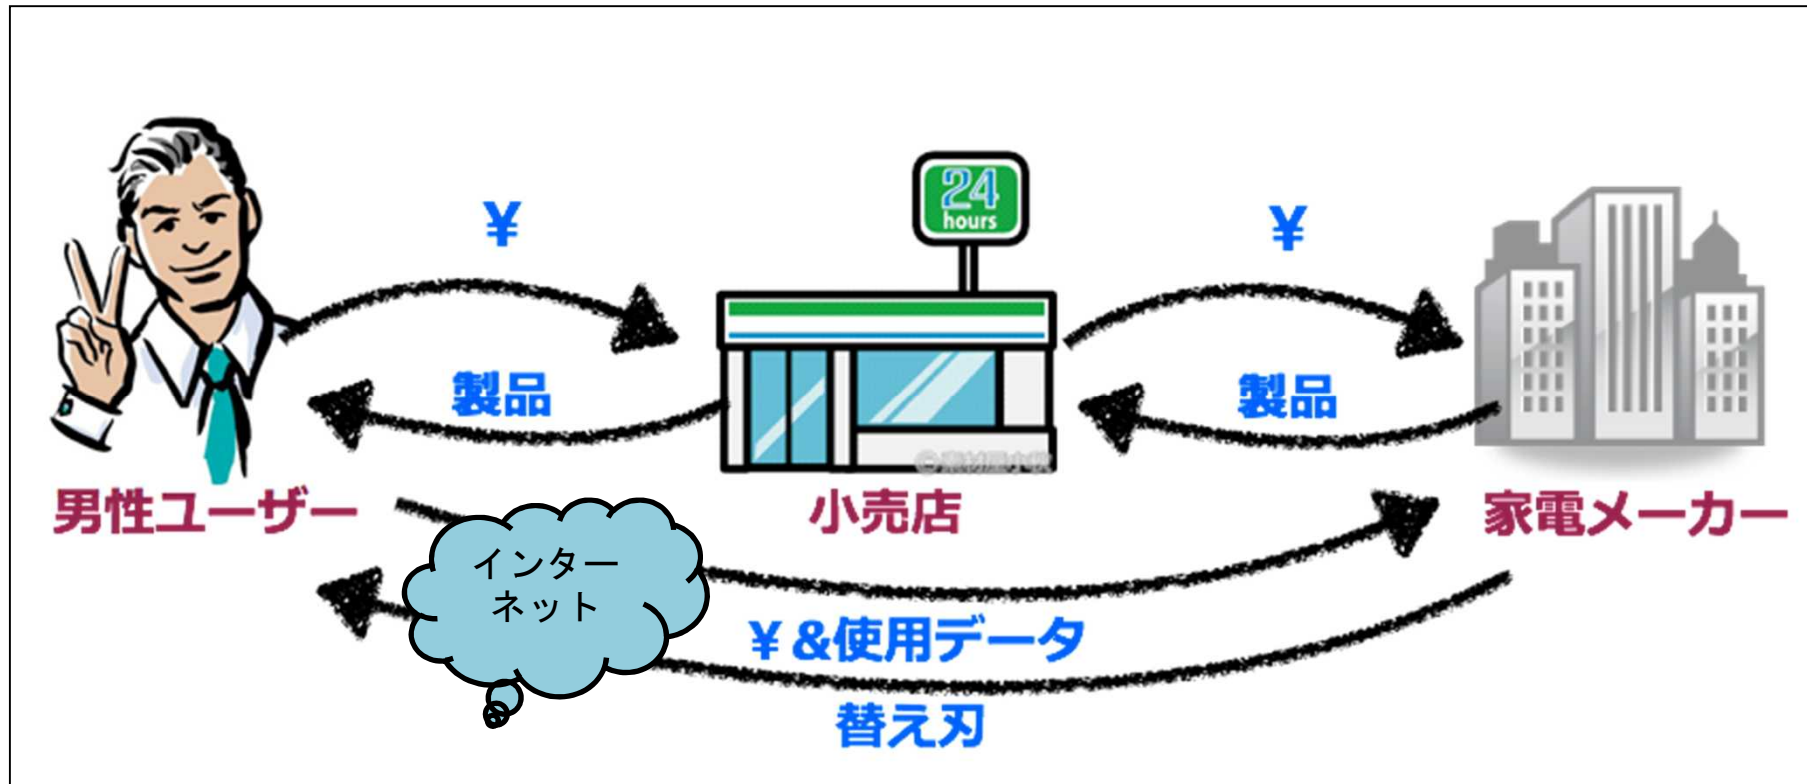 24
hours
¥
¥
製品
製品
男性ユーザー
小売店
家電メーカー
インター
ネット
¥&使用データ
替え刃